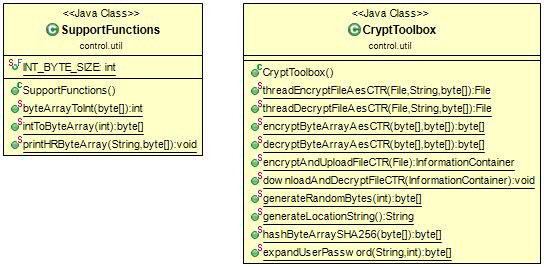 <<Java Class>>
SupportFunctions
control.util
INT_BYTE_SIZE: int
SupportFunctions()
byteArrayToInt(byte[]):int
intToByteArray(int):byte[]
printHRByteArray(String,byte[]):void
<<Java Class>>
CryptToolbox
control.util
CryptToolbox()
threadEncryptFileAesCTR(File,String,byte[]):File
threadDecryptFileAesCTR(File,String,byte[]):File
encryptByteArrayAesCTR(byte[],byte[]):byte[]
decryptByteArrayAesCTR(byte[],byte[]):byte[]
encryptAndUploadFileCTR(File):InformationContainer
downloadAndDecryptFileCTR(InformationContainer):void
generateRandomBytes(int):byte[]
generateLocationString():String
hashByteArraySHA256(byte[]):byte[]
expandUserPassword(String,int):byte[]